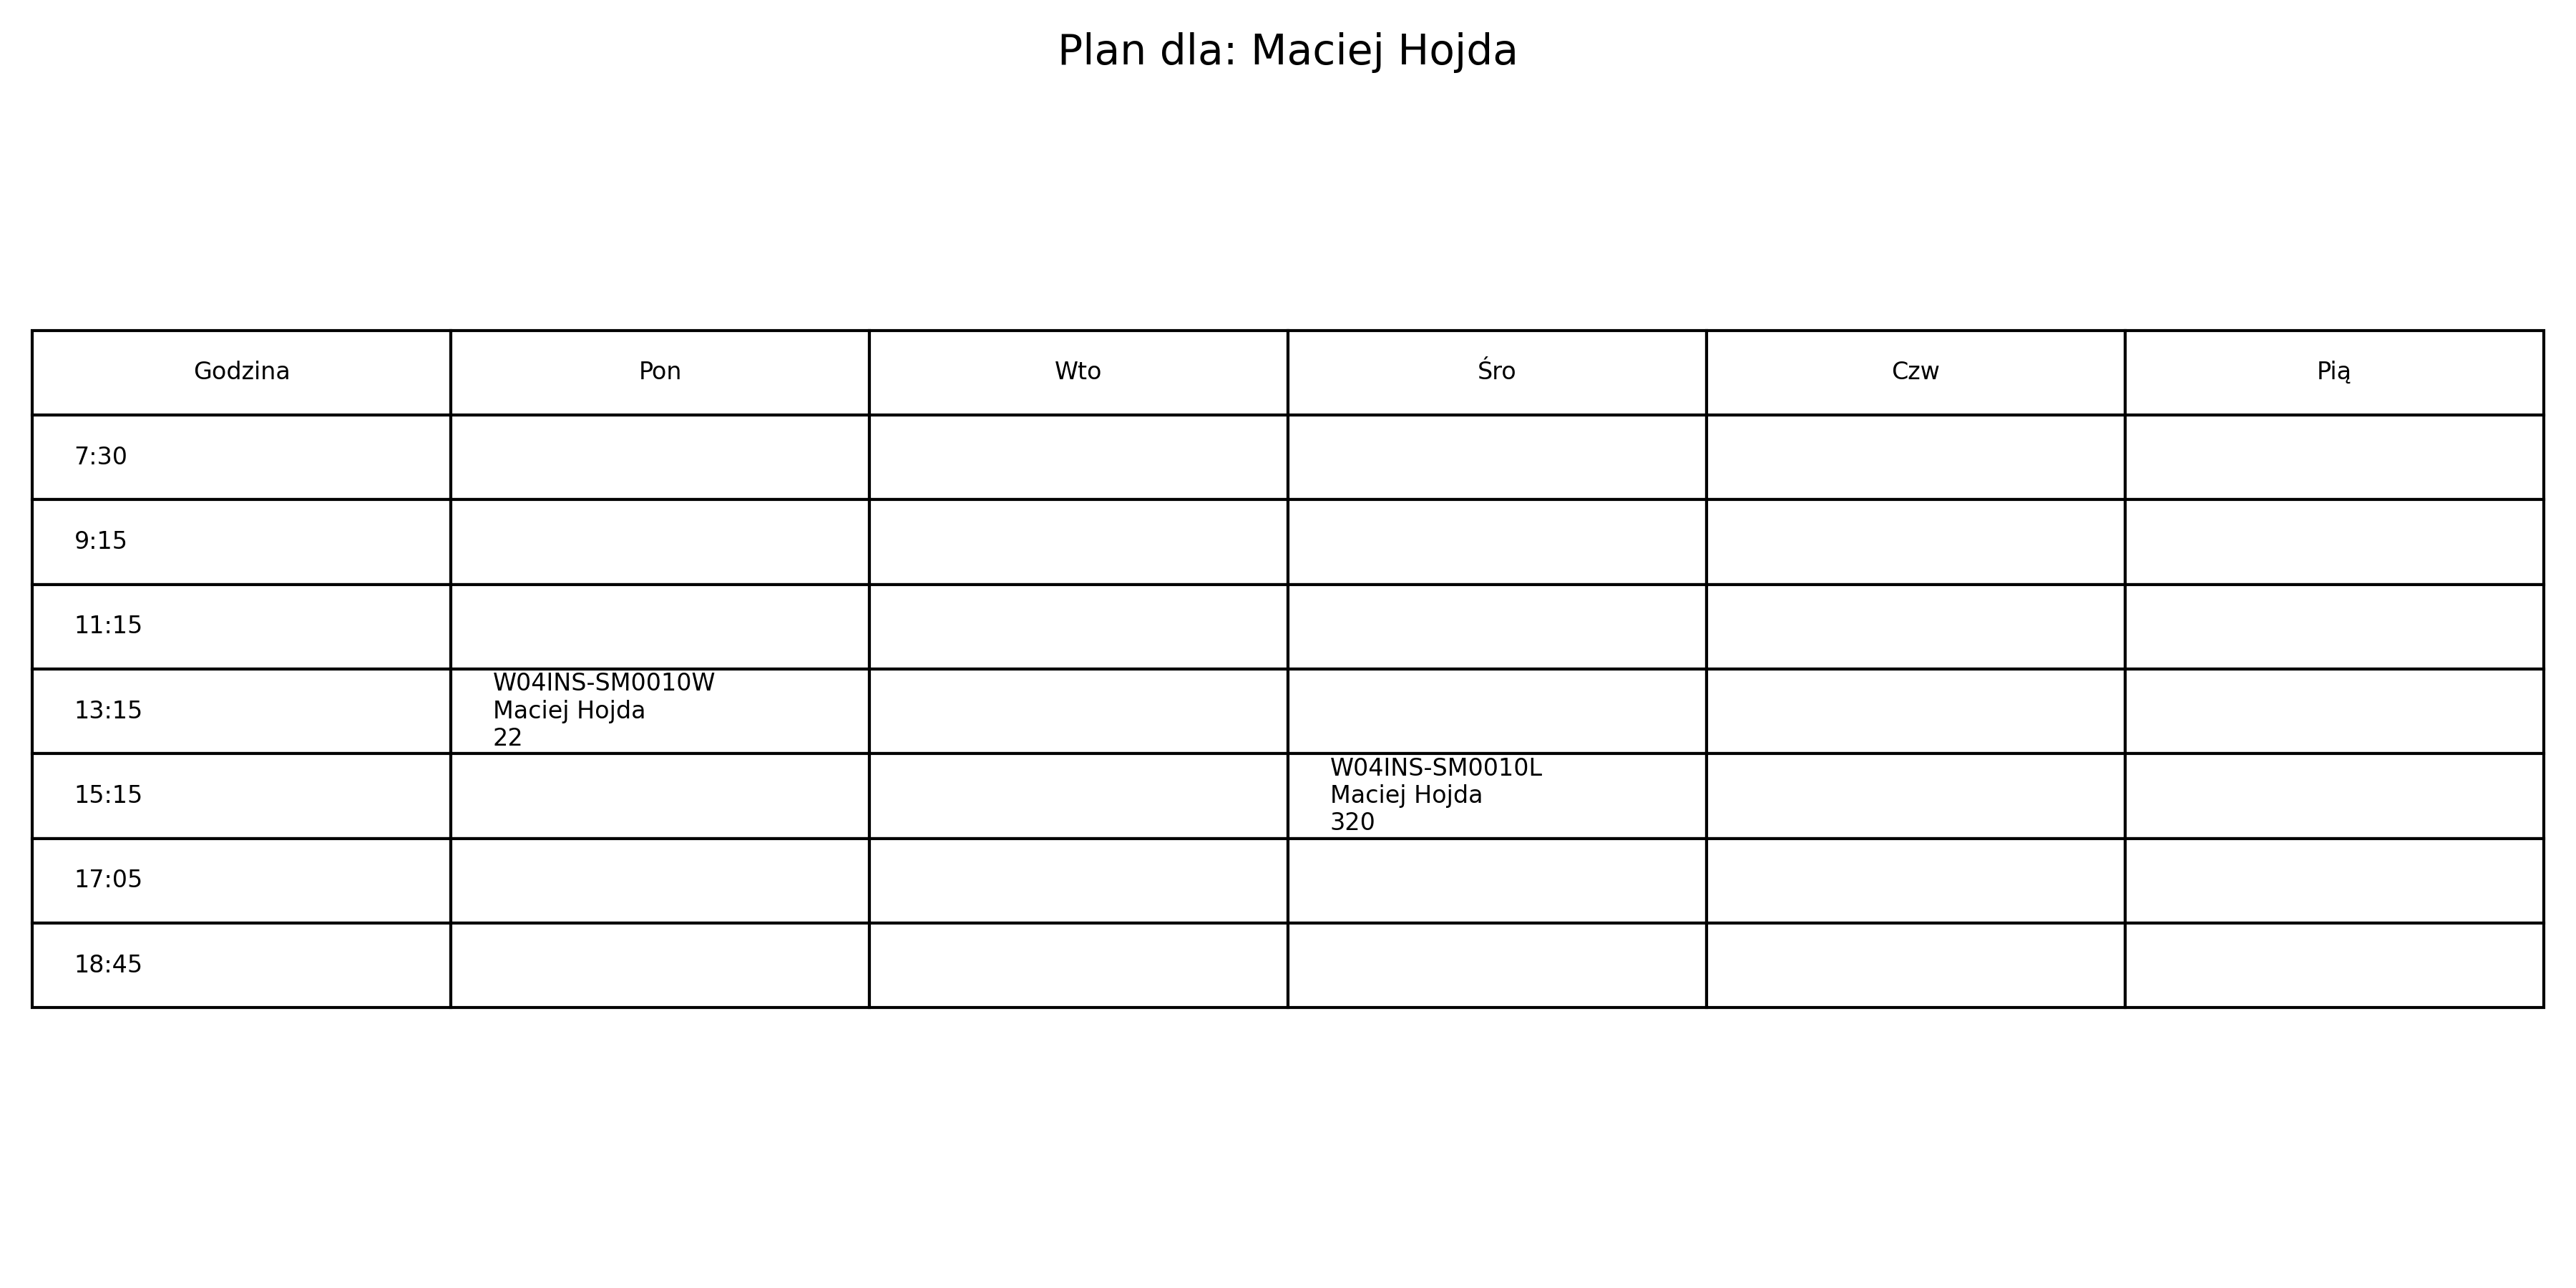 Plan dla: Maciej Hojda
Godzina Pon Wto Śro Czw Pią
7:30
9:15
11:15
13:15
W04INS-SM0010W
Maciej Hojda
22
15:15
W04INS-SM0010L
Maciej Hojda
320
17:05
18:45